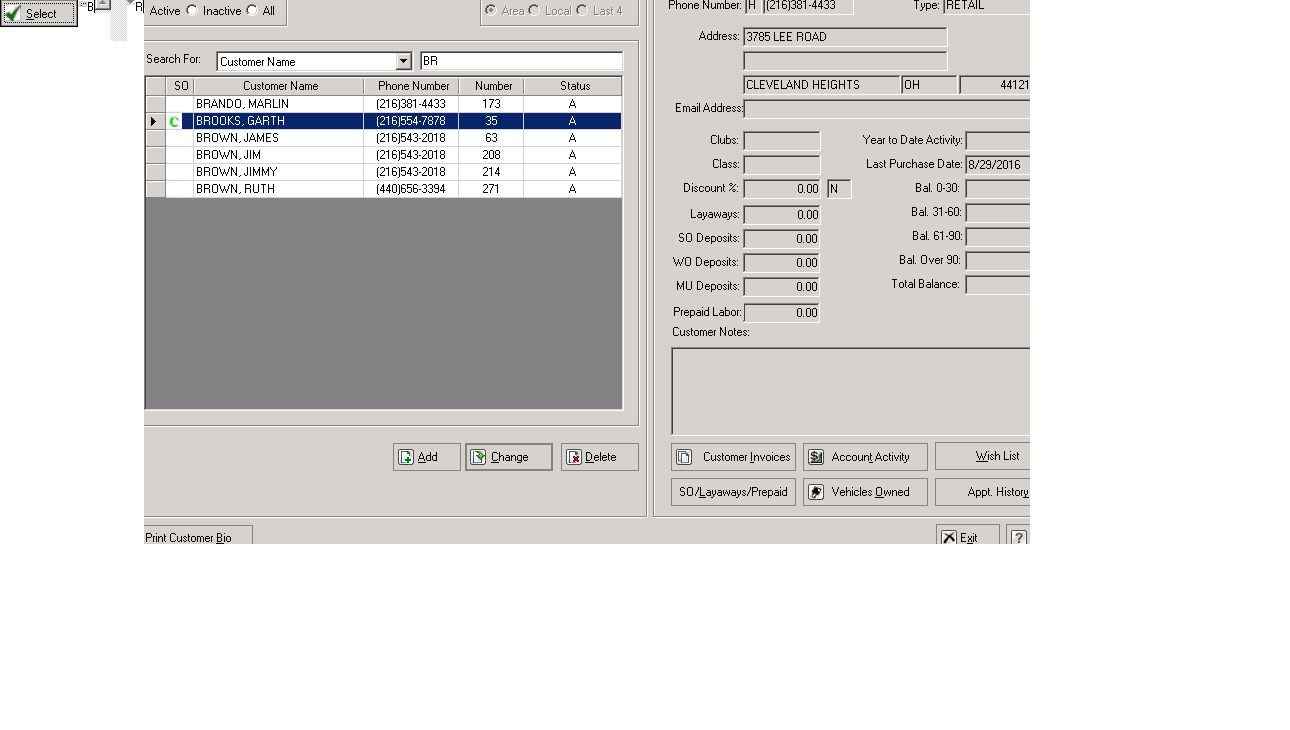 Select
B
R
Active Inactive All
Area Local Last 4
Search For: Customer Name BR
SO Customer Name Phone Number Number Status
BRANDO, MARLIN (216)381-4433 173 A
C BROOKS, GARTH (216)554-7878 35 A
BROWN, JAMES (216)543-2018 63 A
BROWN, JIM (216)543-2018 208 A
BROWN, JIMMY (216)543-2018 214 A
BROWN, RUTH (440)656-3394 271 A
Add Change Delete
Print Customer Bio
Phone Number: H (216)381-4433 Type: RETAIL
Address: 3785 LEE ROAD
CLEVELAND HEIGHTS OH 44121
Email Address:
Clubs: Year to Date Activity:
Class: Last Purchase Date: 8/29/2016
Discount %: 0.00 N Bal. 0-30:
Layaways: 0.00 Bal. 31-60:
SO Deposits: 0.00 Bal. 61-90:
WO Deposits: 0.00 Bal. Over 90:
MU Deposits: 0.00 Total Balance:
Prepaid Labor: 0.00
Customer Notes:
Customer Invoices Account Activity Wish List
SO/Layaways/Prepaid Vehicles Owned Appt. History
Exit ?